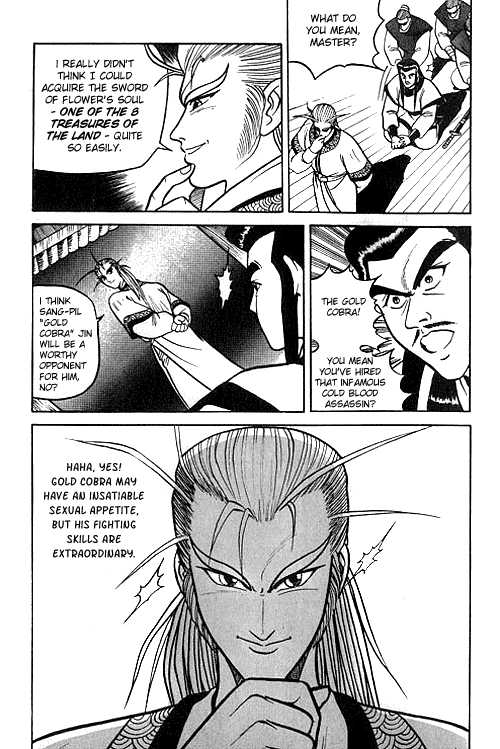 WHAT DO
YOU MEAN,
MASTER?
I REALLY DIDN'T
THINK I COULD
ACQUIRE THE SWORD
OF FLOWER'S SOUL
- ONE OF THE 8
TREASURES OF
THE LAND - QUITE
SO EASILY.
I THINK
SANG-PIL
"GOLD
COBRA" JIN
WILL BE A
WORTHY
OPPONENT
FOR HIM,
NO?
THE GOLD
COBRA!
YOU MEAN
YOU'VE HIRED
THAT INFAMOUS
COLD BLOOD
ASSASSIN?
HAHA, YES!
GOLD COBRA MAY
HAVE AN INSATIABLE
SEXUAL APPETITE,
BUT HIS FIGHTING
SKILLS ARE
EXTRAORDINARY.